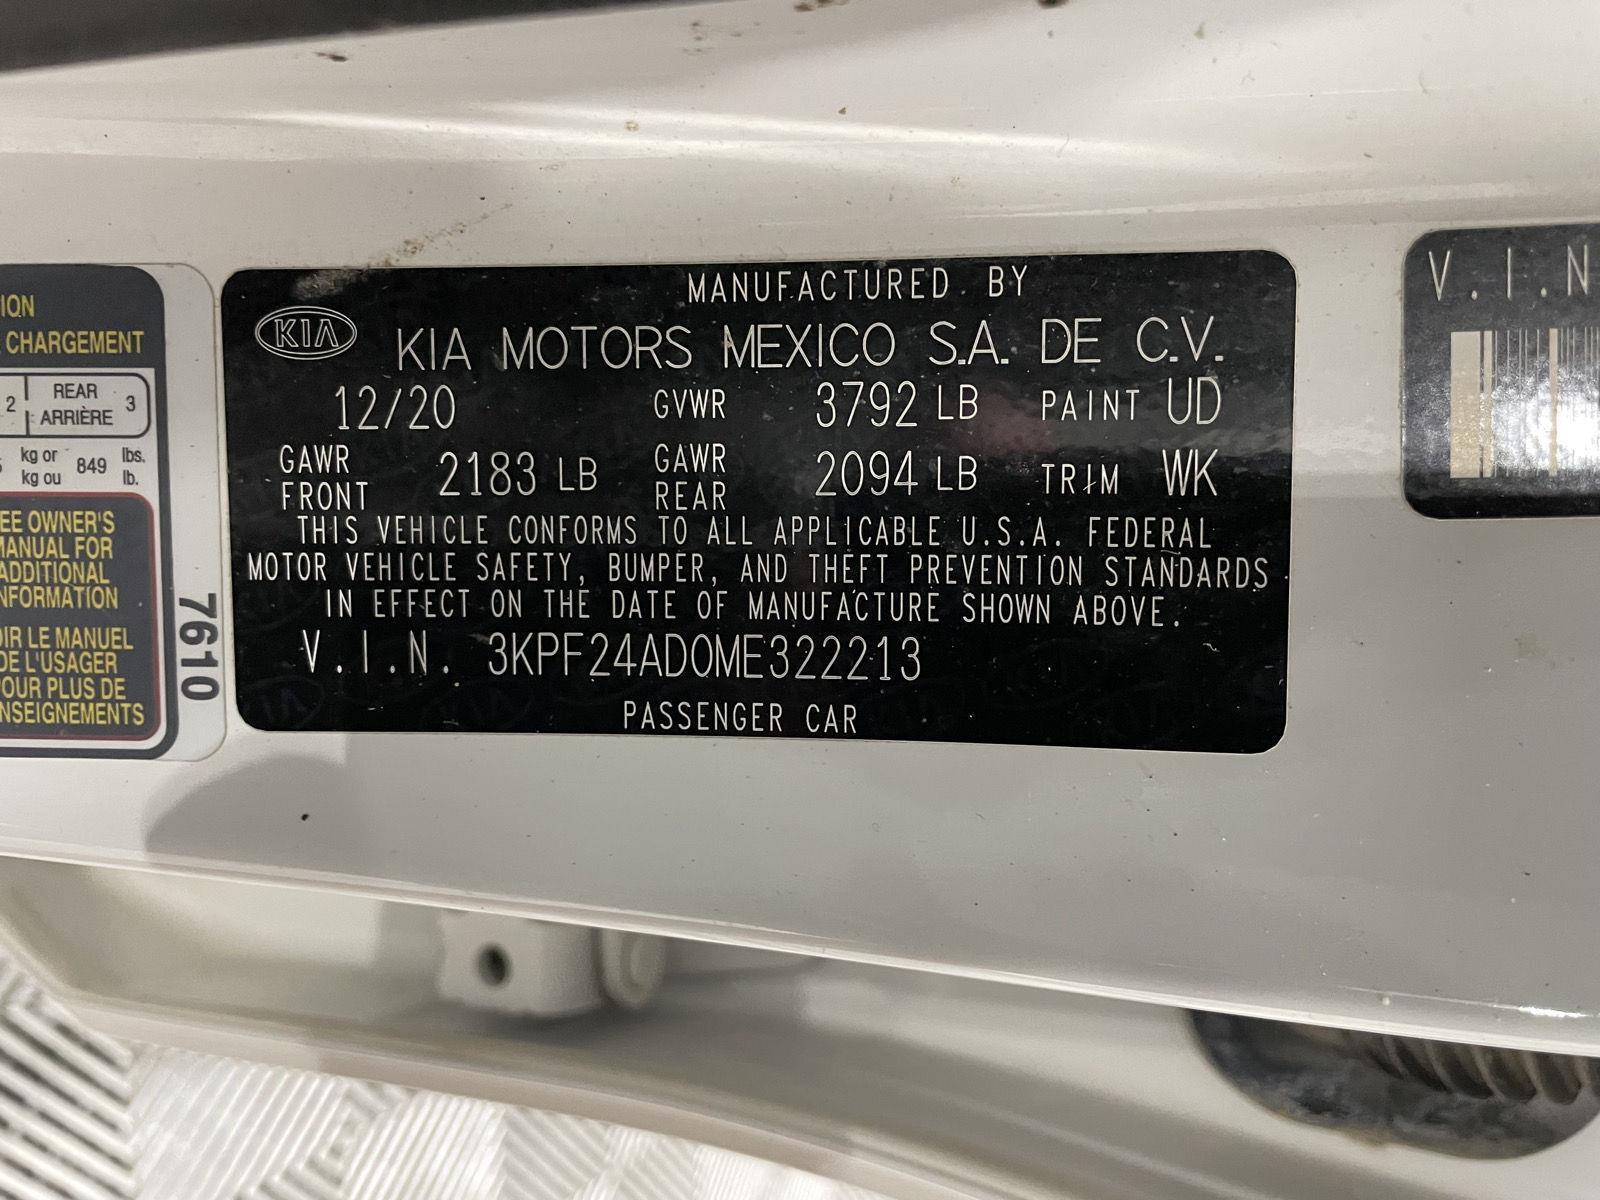 ION
CHARGEMENT
2 REAR
ARRIÈRE 3
kg or
kg ou 849 lbs.
lb.
EE OWNER'S
MANUAL FOR
ADDITIONAL
NFORMATION
OIR LE MANUEL
DE L'USAGER
POUR PLUS DE
NSEIGNEMENTS
7610
MANUFACTURED BY
KIA KIA MOTORS MEXICO S.A. DE C.V.
12/20 GVWR 3792 LB PAINT UD
GAWR
FRONT 2183 LB GAWR
REAR 2094 LB TRIM WK
THIS VEHICLE CONFORMS TO ALL APPLICABLE U.S.A. FEDERAL
MOTOR VEHICLE SAFETY, BUMPER, AND THEFT PREVENTION STANDARDS
IN EFFECT ON THE DATE OF MANUFACTURE SHOWN ABOVE.
V.I.N. 3KPF24AD0ME322213
PASSENGER CAR
V.I.N